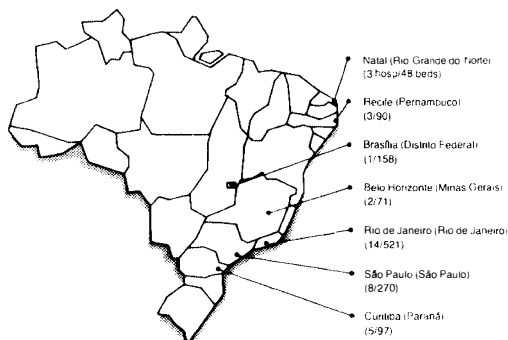 Natal (Rio Grande do Norte)
(3 hosp/48 beds)
Recife (Pernambuco)
(3/90)
Brasília (Distrito Federal)
(1/158)
Belo Horizonte (Minas Gerais)
(2/71)
Rio de Janeiro (Rio de Janeiro)
(14/521)
São Paulo (São Paulo)
(8/270)
Curitiba (Paraná)
(5/97)